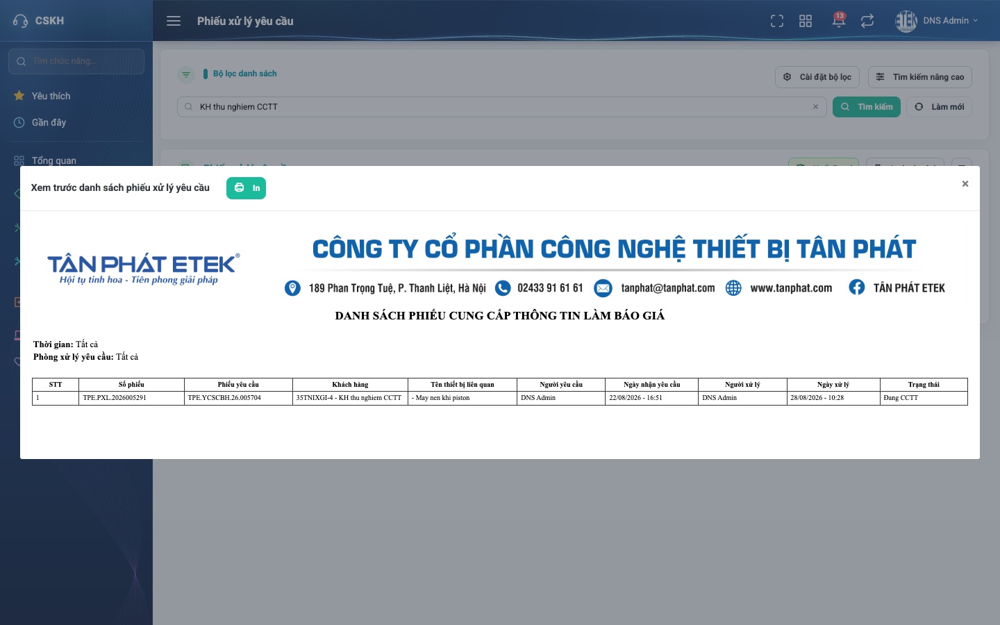 CSKH
Phiếu xử lý yêu cầu
13
DNS Admin
Tìm chức năng...
Yêu thích
Gần đây
Tổng quan
Bộ lọc danh sách
Cài đặt bộ lọc
Tìm kiếm nâng cao
KH thu nghiem CCTT
Tìm kiếm
Làm mới
Xem trước danh sách phiếu xử lý yêu cầu
In
×
TÂN PHÁT ETEK®
Hội tụ tinh hoa - Tiên phong giải pháp
CÔNG TY CỔ PHẦN CÔNG NGHỆ THIẾT BỊ TÂN PHÁT
189 Phan Trọng Tuệ, P. Thanh Liệt, Hà Nội 02433 91 61 61 tanphat@tanphat.com www.tanphat.com TÂN PHÁT ETEK
DANH SÁCH PHIẾU CUNG CẤP THÔNG TIN LÀM BÁO GIÁ
Thời gian: Tất cả
Phòng xử lý yêu cầu: Tất cả
STT Số phiếu Phiếu yêu cầu Khách hàng Tên thiết bị liên quan Người yêu cầu Ngày nhận yêu cầu Người xử lý Ngày xử lý Trạng thái
1 TPE.PXL.2026005291 TPE.YCSCBH.26.005704 35TNIXGI-4 - KH thu nghiem CCTT - May nen khi piston DNS Admin 22/08/2026 - 16:51 DNS Admin 28/08/2026 - 10:28 Đang CCTT